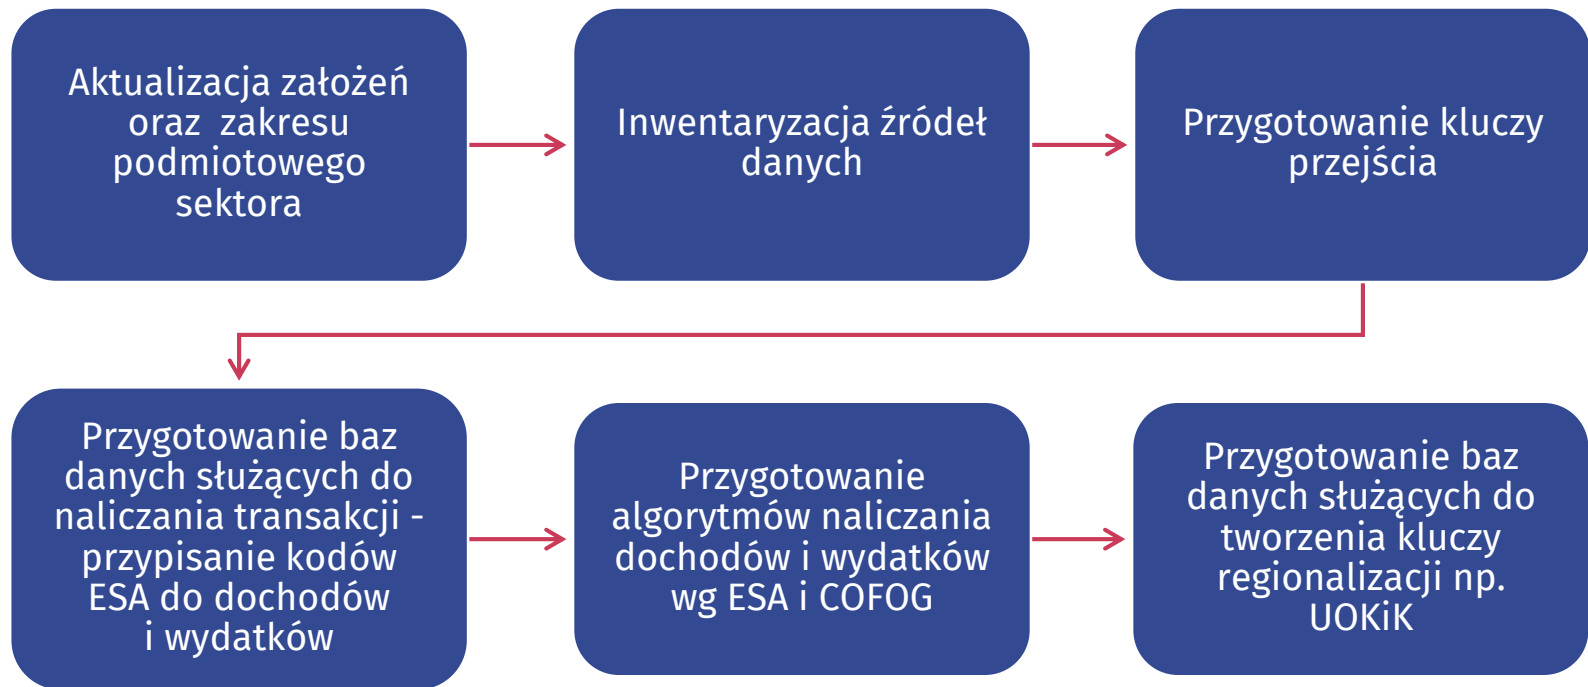 Aktualizacja założeń
oraz zakresu
podmiotowego
sektora
Inwentaryzacja źródeł
danych
Przygotowanie kluczy
przejścia
Przygotowanie baz
danych służących do
naliczania transakcji -
przypisanie kodów
ESA do dochodów
i wydatków
Przygotowanie
algorytmów naliczania
dochodów i wydatków
wg ESA i COFOG
Przygotowanie baz
danych służących do
tworzenia kluczy
regionalizacji np.
UOKiK